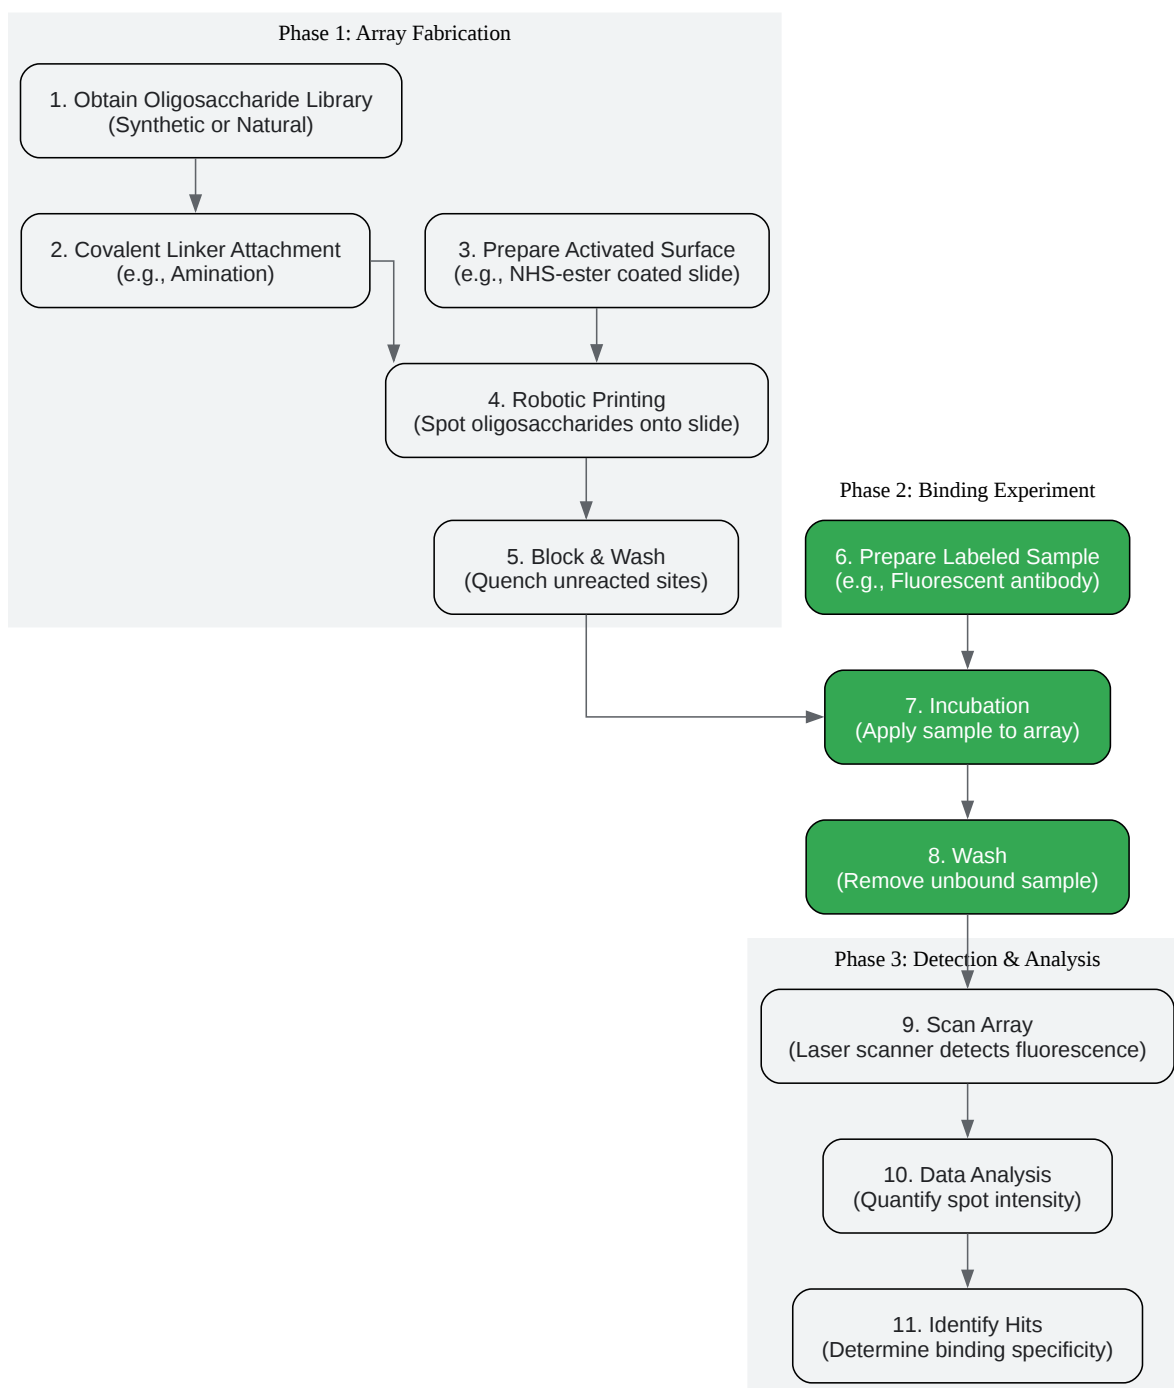 Phase 1: Array Fabrication
1. Obtain Oligosaccharide Library
(Synthetic or Natural)
2. Covalent Linker Attachment
(e.g., Amination)
3. Prepare Activated Surface
(e.g., NHS-ester coated slide)
4. Robotic Printing
(Spot oligosaccharides onto slide)
5. Block & Wash
(Quench unreacted sites)
Phase 2: Binding Experiment
6. Prepare Labeled Sample
(e.g., Fluorescent antibody)
7. Incubation
(Apply sample to array)
8. Wash
(Remove unbound sample)
Phase 3: Detection & Analysis
9. Scan Array
(Laser scanner detects fluorescence)
10. Data Analysis
(Quantify spot intensity)
11. Identify Hits
(Determine binding specificity)